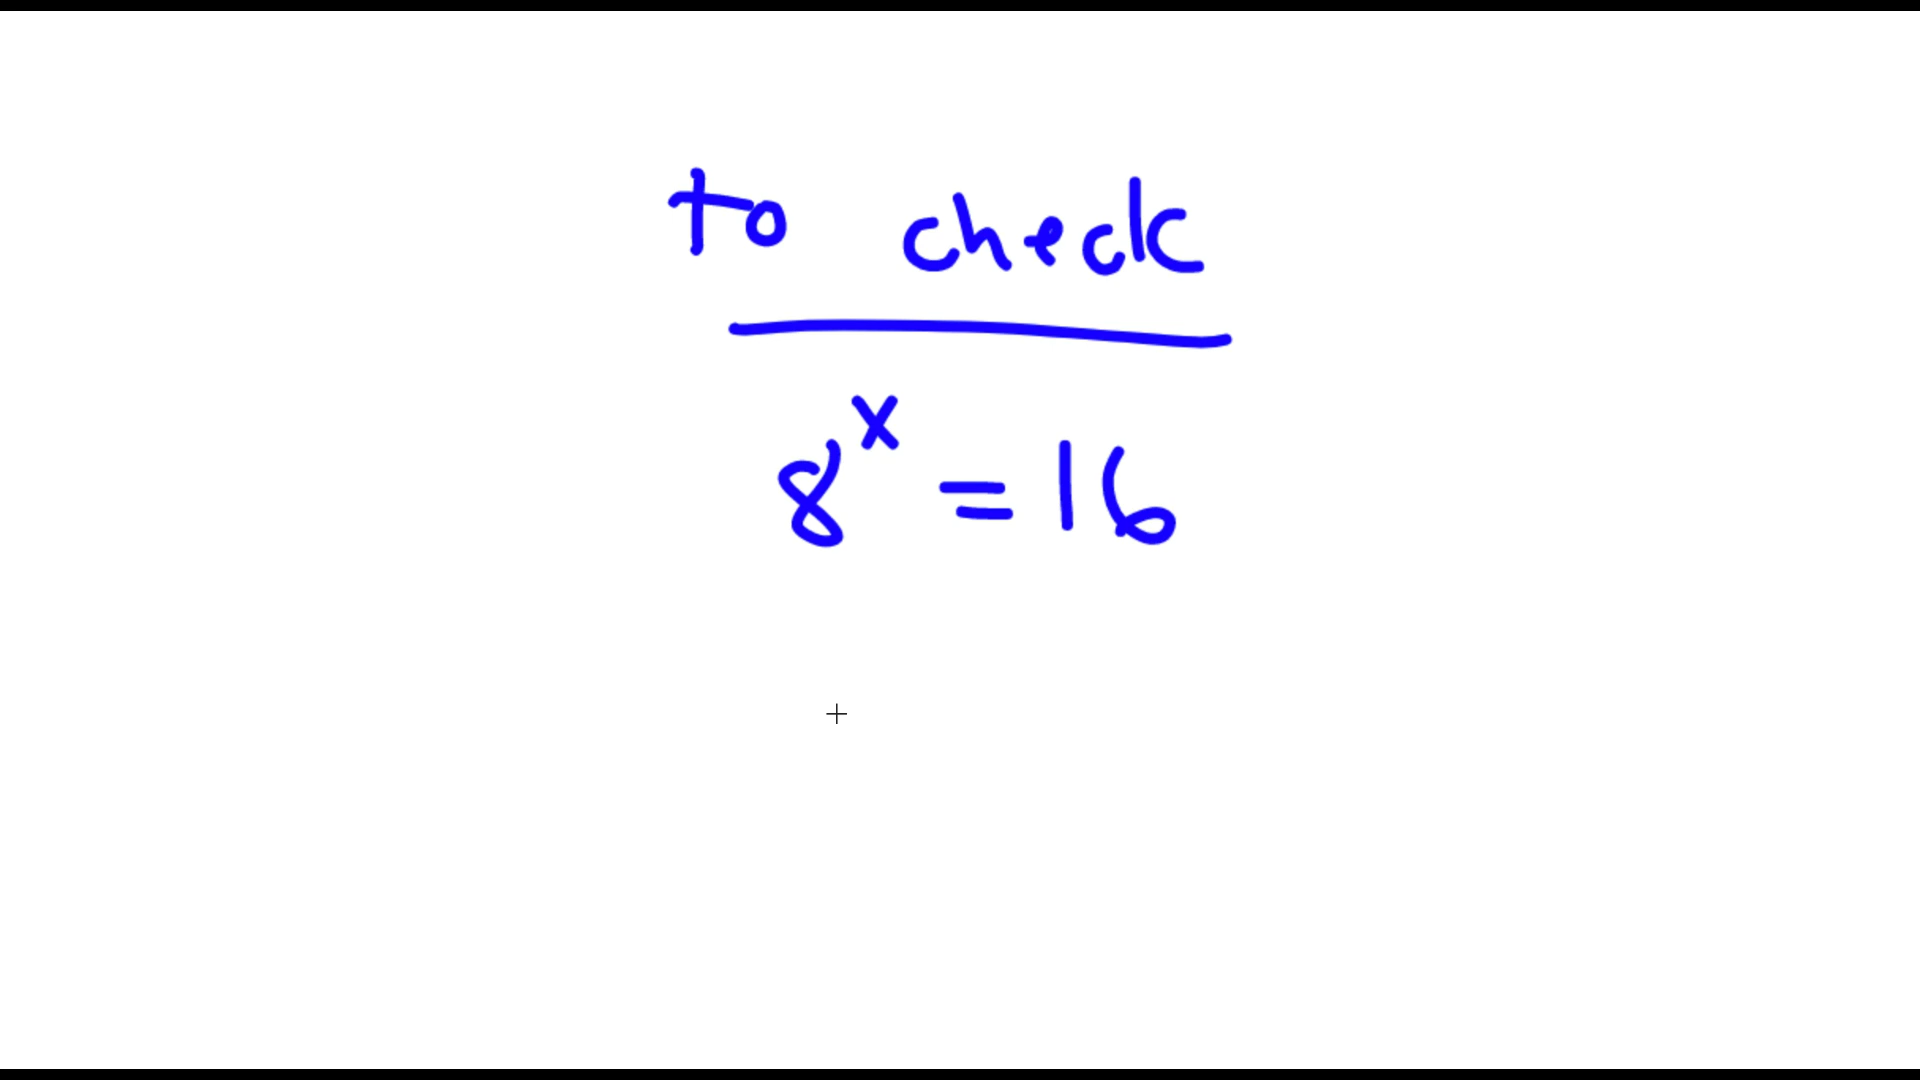 to check
8^x = 16